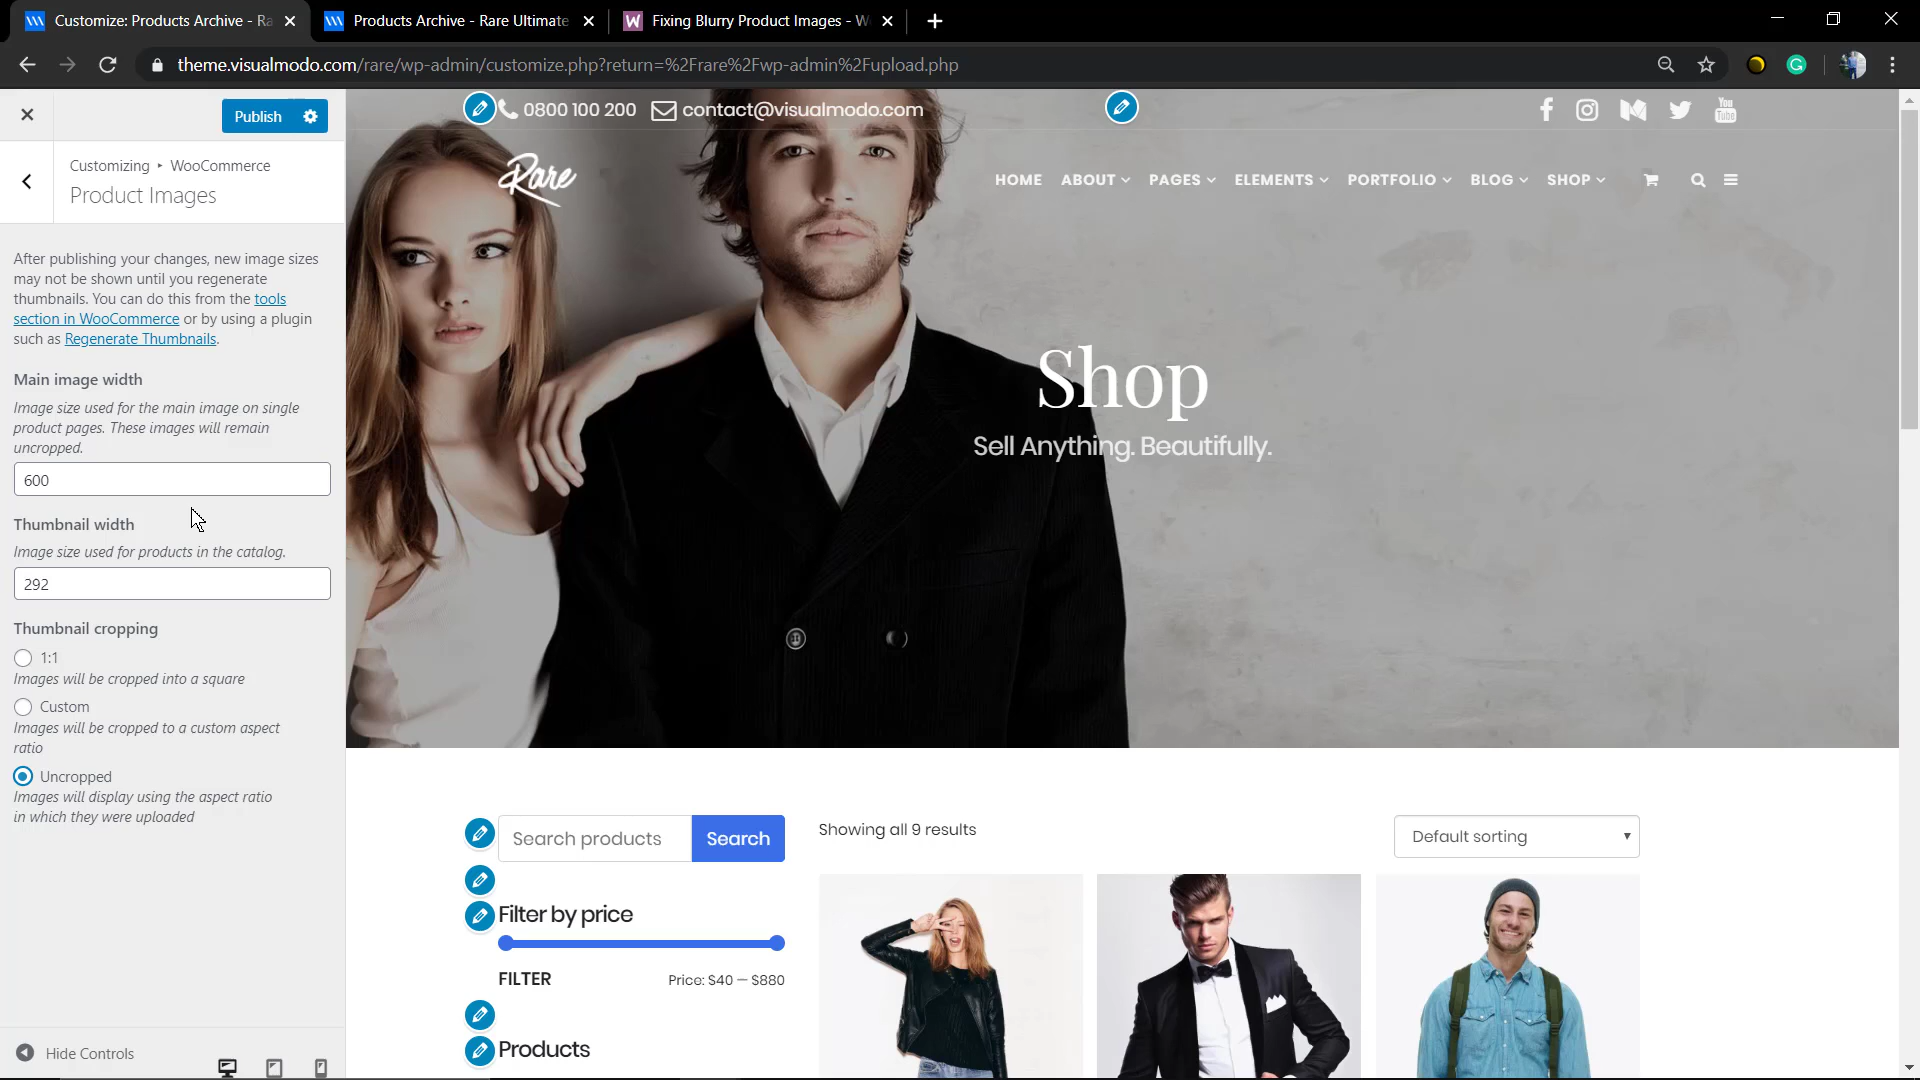 Customize: Products Archive - Ra
Products Archive - Rare Ultimate
Fixing Blurry Product Images - W
theme.visualmodo.com/rare/wp-admin/customize.php?return=%2Frare%2Fwp-admin%2Fupload.php
Publish
Customizing ▸ WooCommerce
Product Images
After publishing your changes, new image sizes
may not be shown until you regenerate
thumbnails. You can do this from the tools
section in WooCommerce or by using a plugin
such as Regenerate Thumbnails.
Main image width
Image size used for the main image on single
product pages. These images will remain
uncropped.
600
Thumbnail width
Image size used for products in the catalog.
292
Thumbnail cropping
1:1
Images will be cropped into a square
Custom
Images will be cropped to a custom aspect
ratio
Uncropped
Images will display using the aspect ratio
in which they were uploaded
Hide Controls
0800 100 200 contact@visualmodo.com
You
Tube
Rare
HOME ABOUT PAGES ELEMENTS PORTFOLIO BLOG SHOP
Shop
Sell Anything. Beautifully.
Search products Search
Showing all 9 results
Default sorting
Filter by price
FILTER Price: $40 — $880
Products